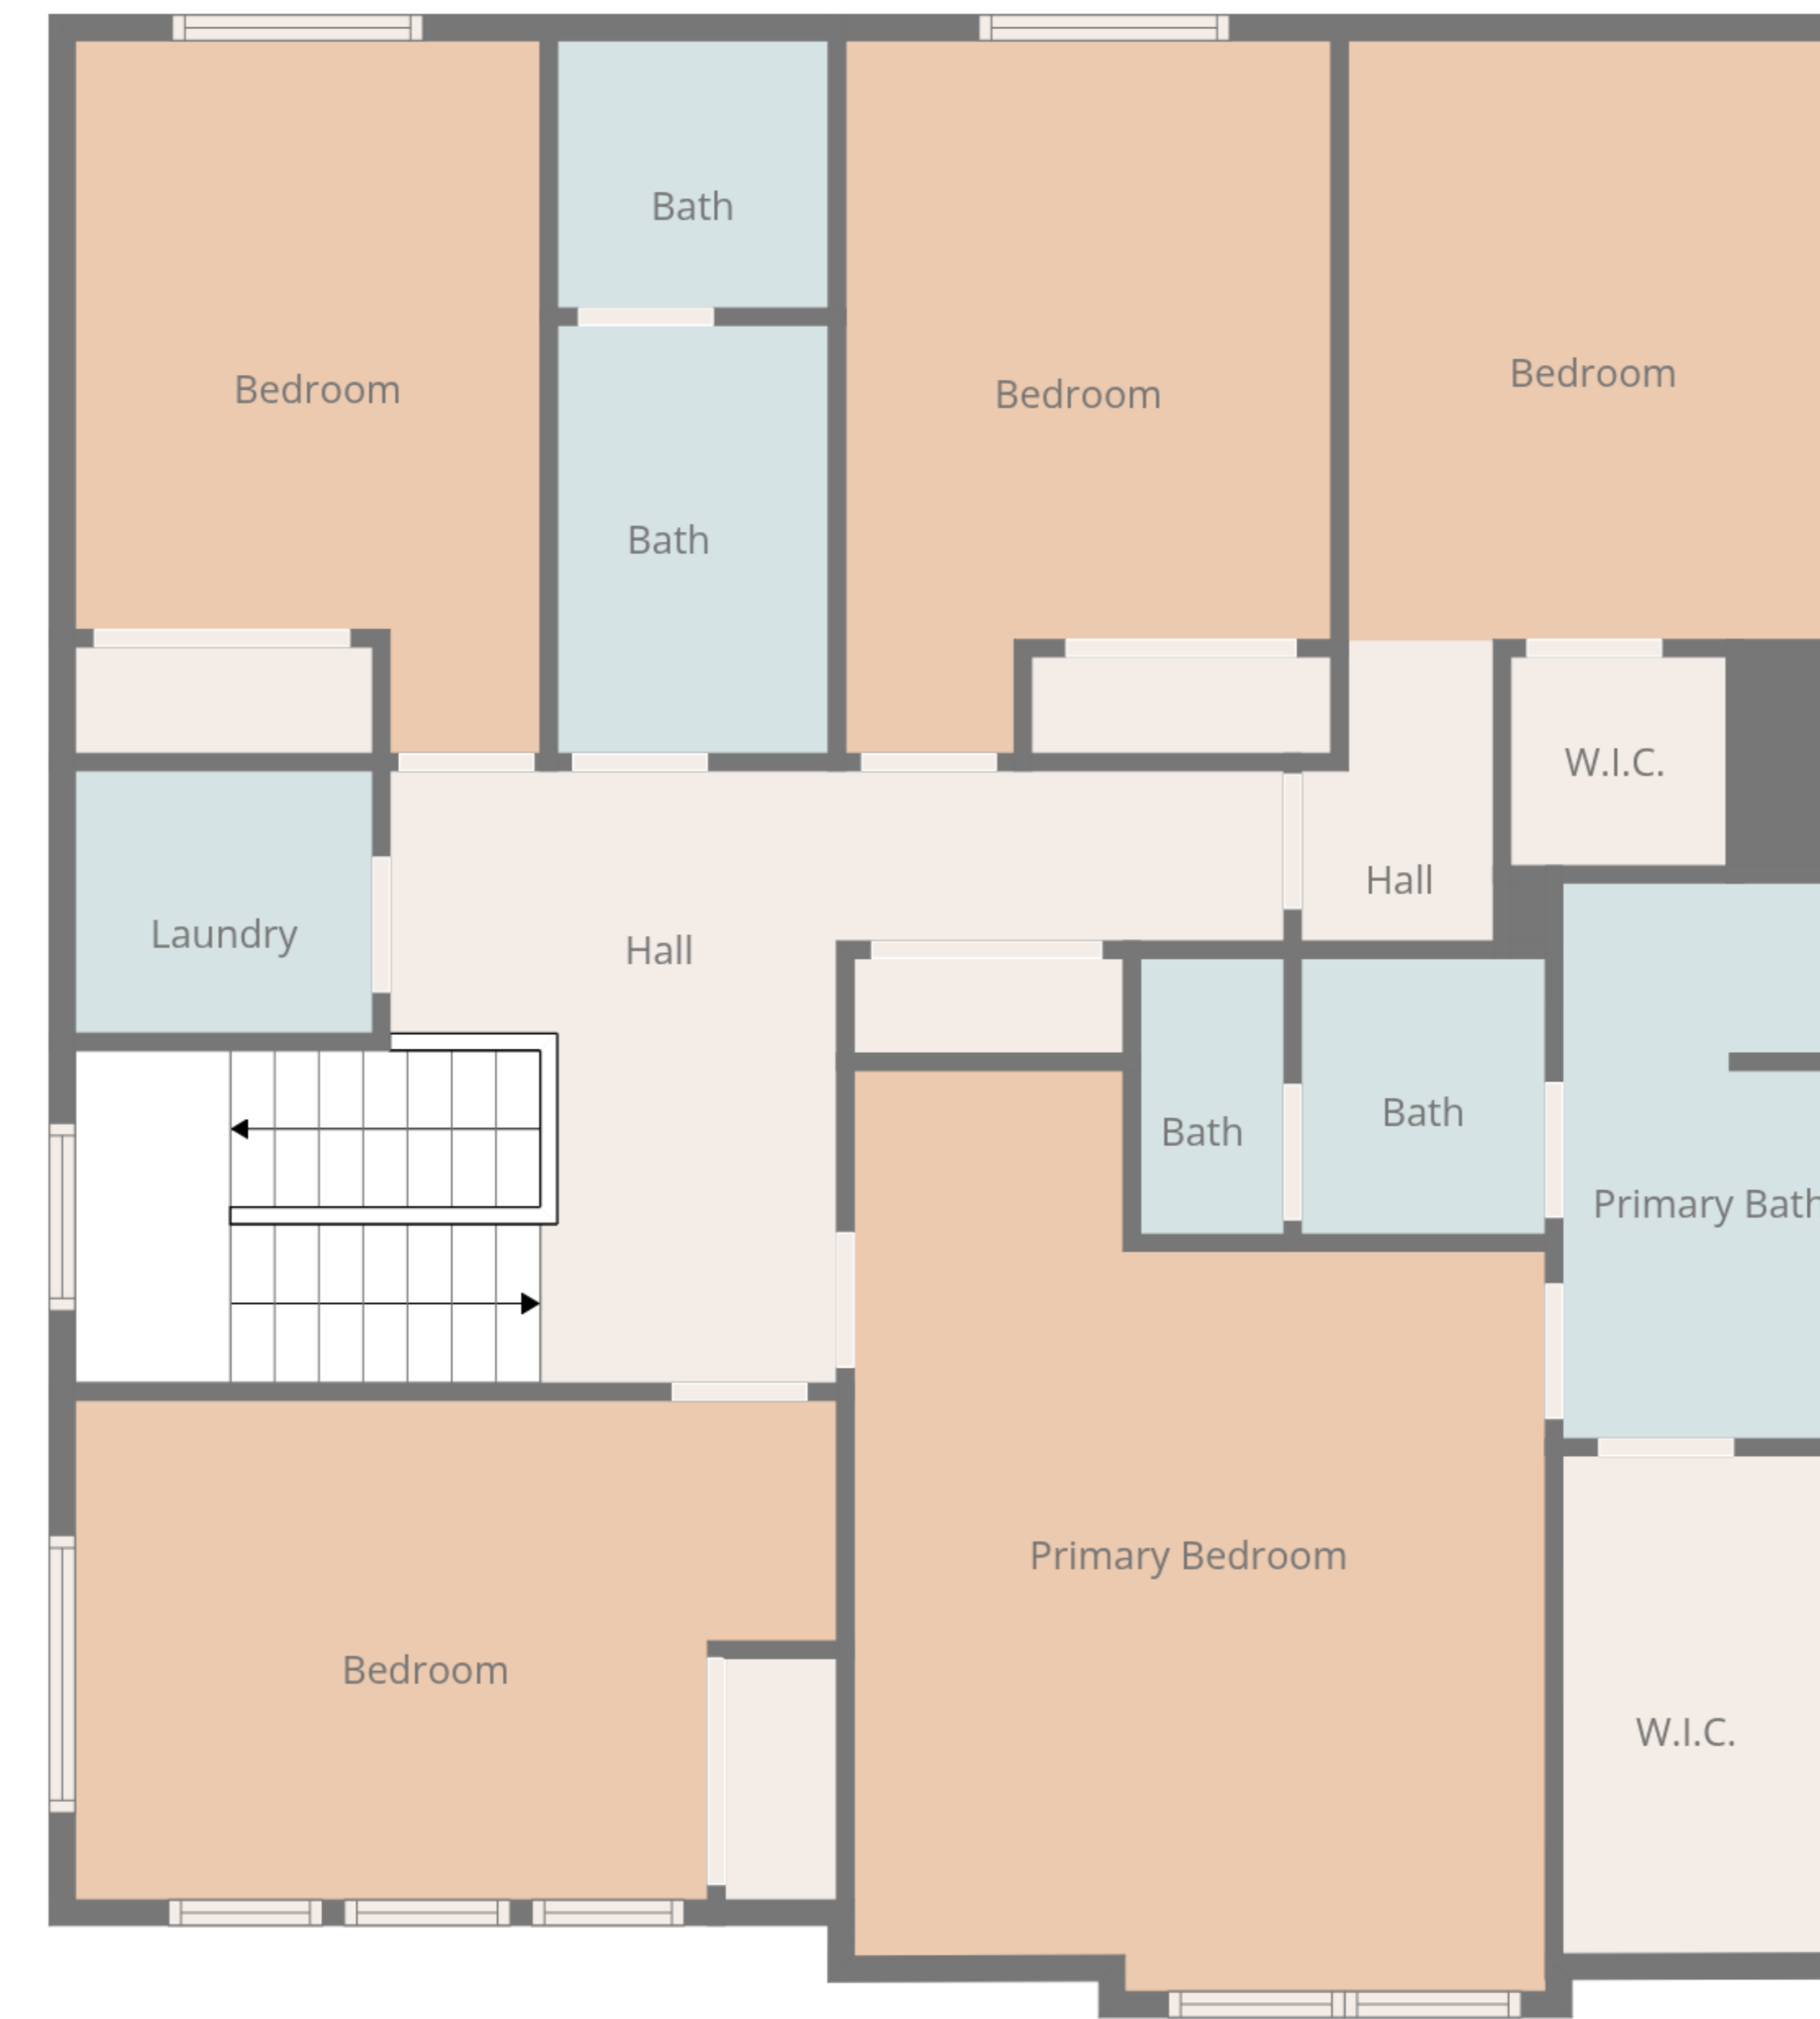 Bath
Bedroom
Bedroom
Bedroom
Bath
W.I.C.
Hall
Laundry
Hall
Bath
Bath
Primary Bath
Primary Bedroom
Bedroom
W.I.C.